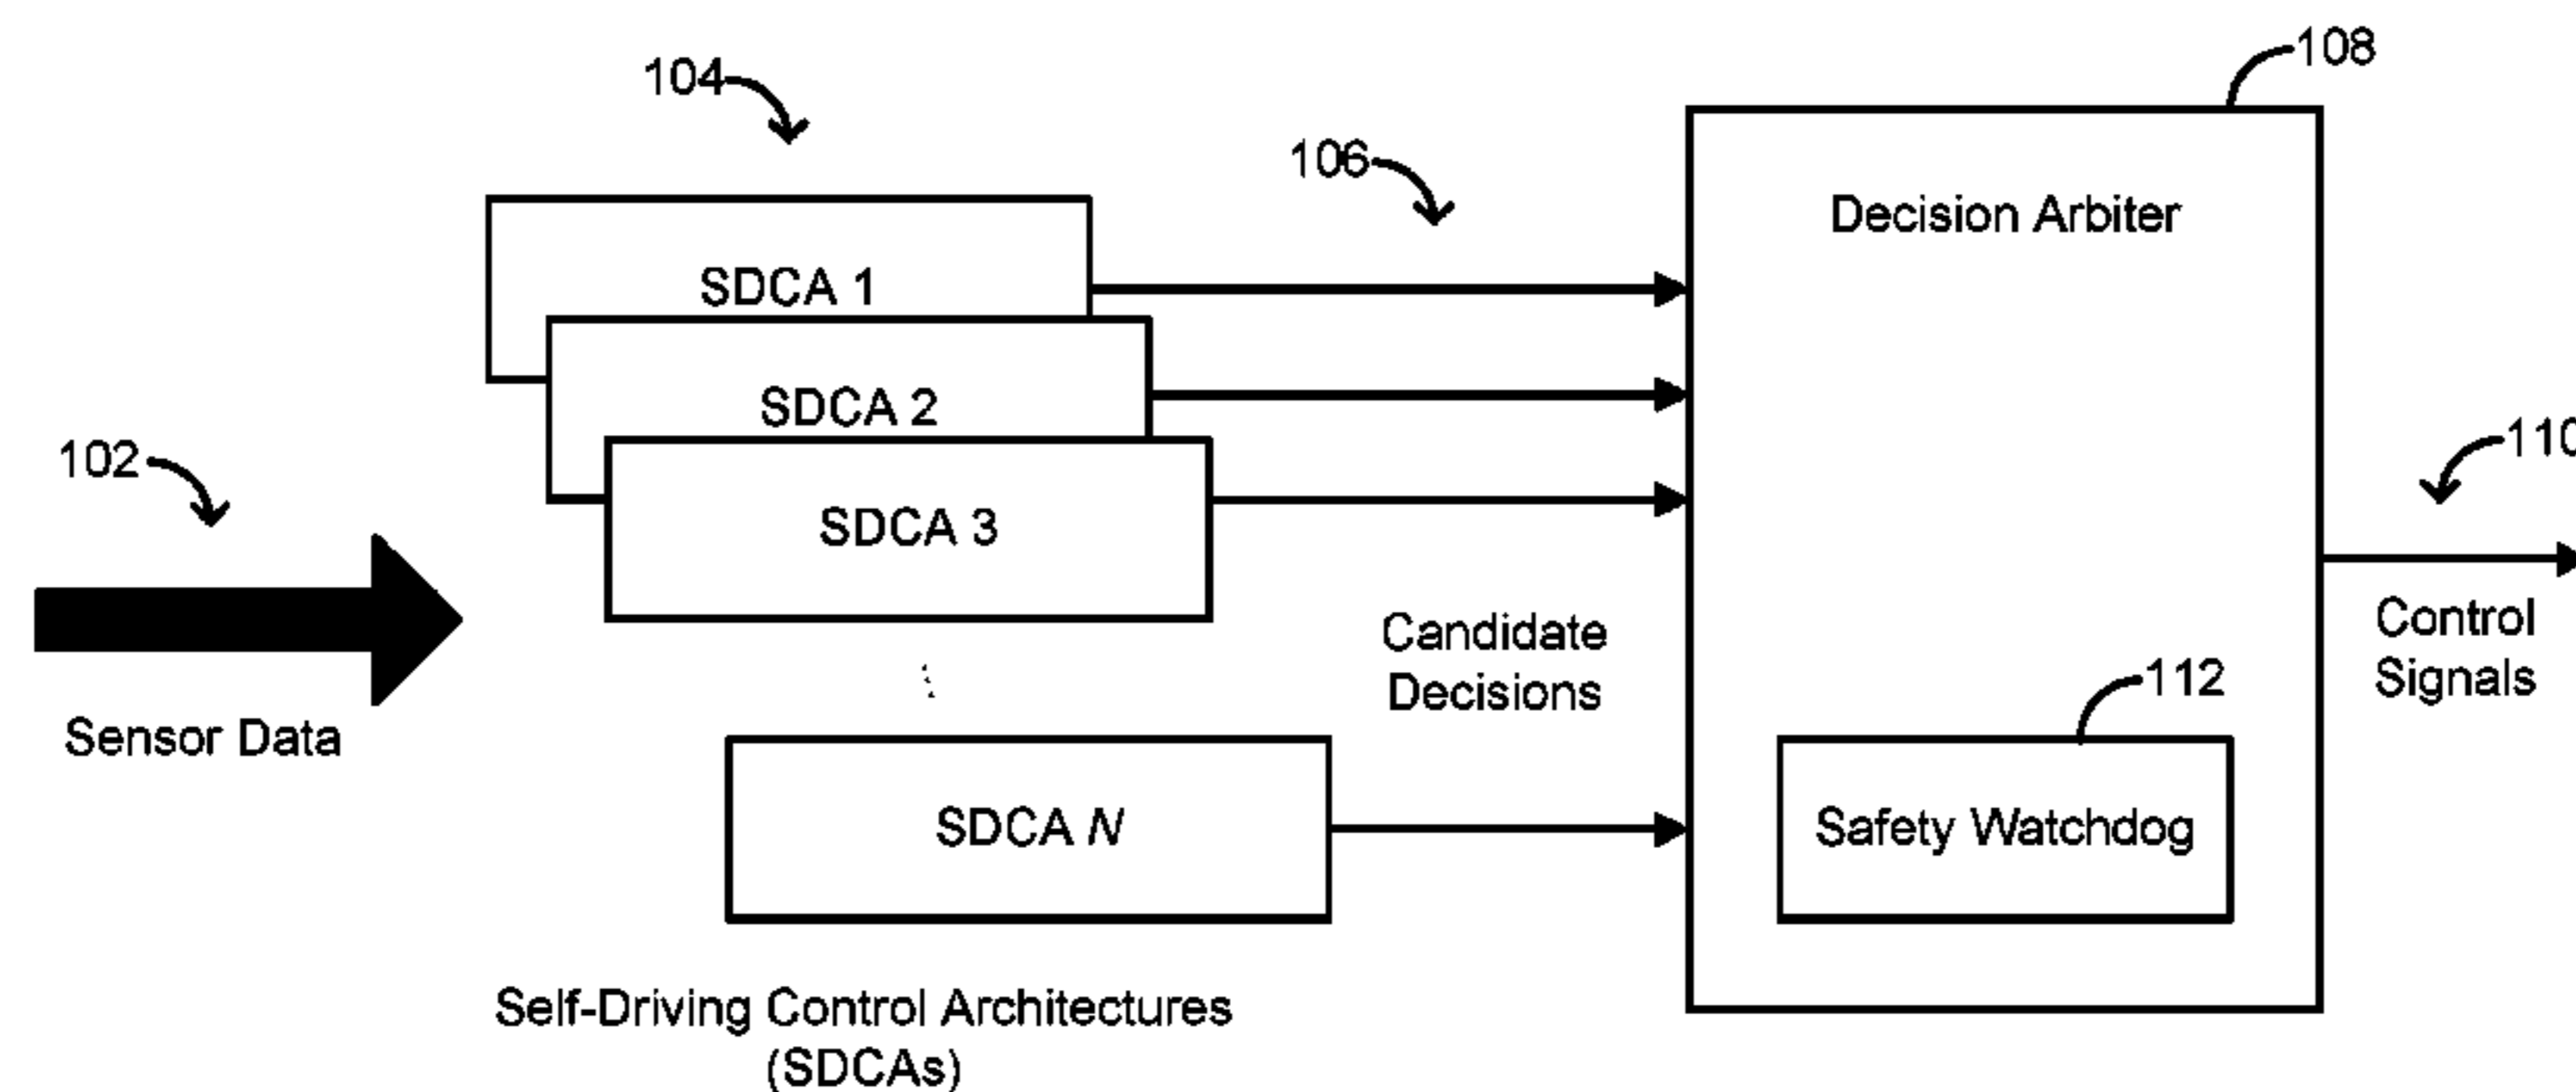 108
104
106
Decision Arbiter
SDCA 1
SDCA 2
102
110
SDCA 3
Candidate
Decisions
Control
Signals
112
Sensor Data
SDCA N
Safety Watchdog
Self-Driving Control Architectures
(SDCAs)